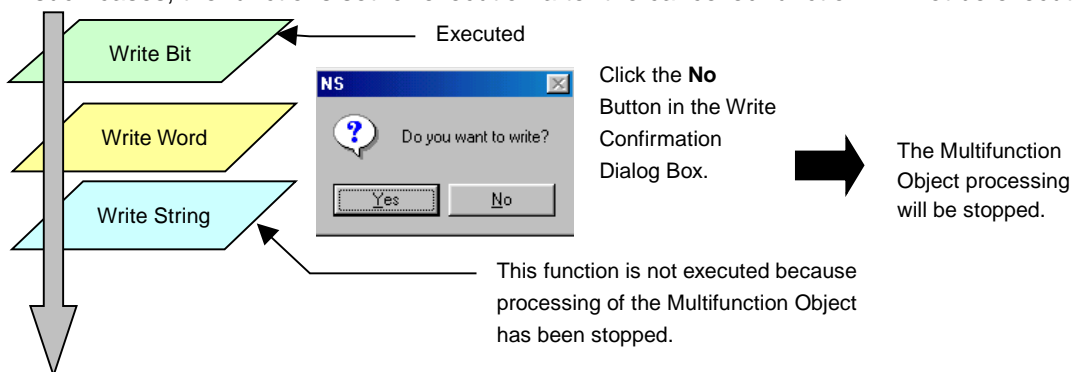 Executed
Write Bit
NS
Do you want to write?
Yes
No
Click the No
Button in the Write
Confirmation
Dialog Box.
The Multifunction
Object processing
will be stopped.
Write Word
Write String
This function is not executed because
processing of the Multifunction Object
has been stopped.